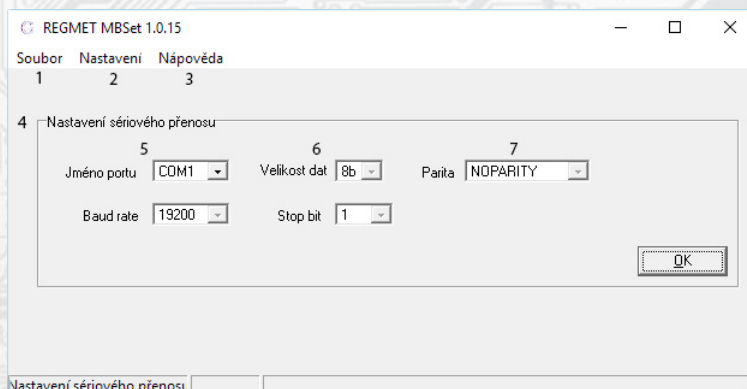 REGMET MBSet 1.0.15
Soubor Nastavení Nápověda
1 2 3
4 Nastavení sériového přenosu
5 6 7
Jméno portu COM1 Velikost dat 8b Parita NOPARITY
Baud rate 19200 Stop bit 1
OK
Nastavení sériového přenosu